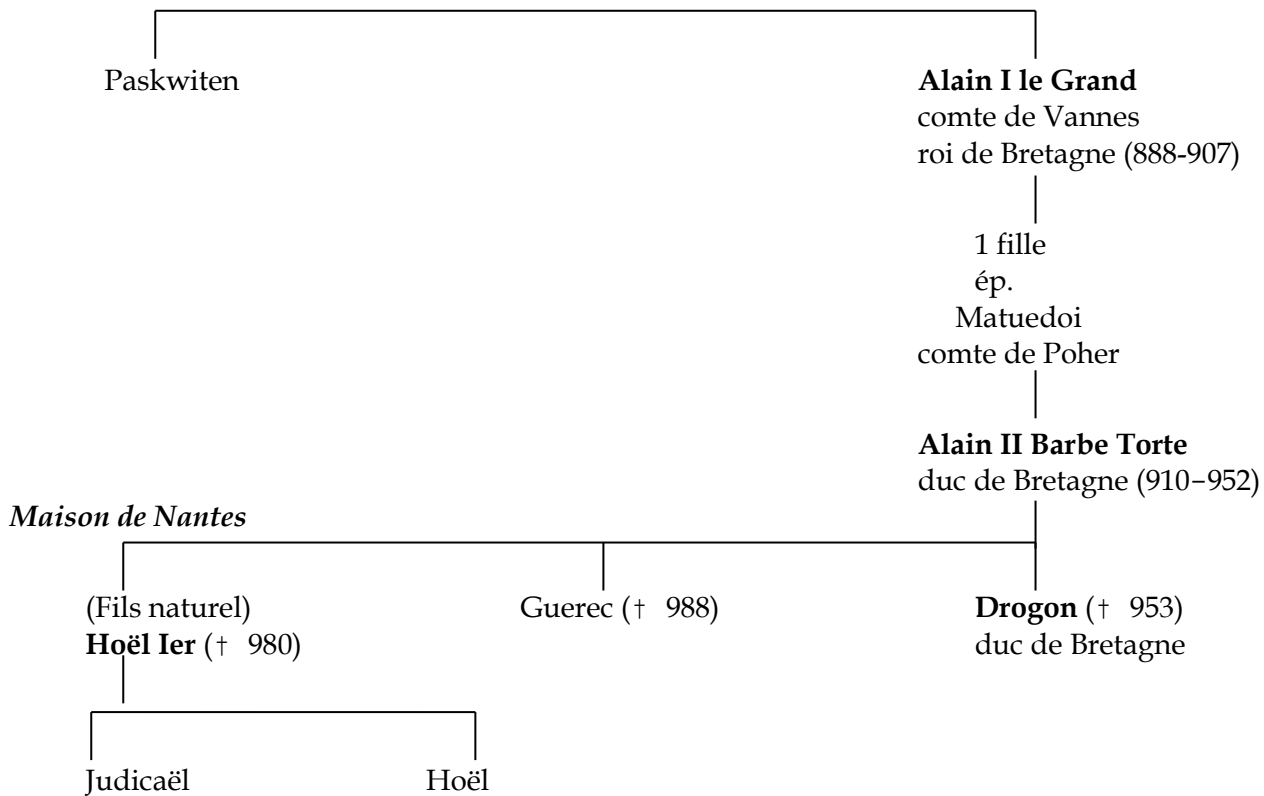 Paskwiten
Alain I le Grand
comte de Vannes
roi de Bretagne (888-907)
1 fille
ép.
Matuedoi
comte de Poher
Alain II Barbe Torte
duc de Bretagne (910–952)
Maison de Nantes
(Fils naturel)
Hoël Ier († 980)
Guerec († 988)
Drogon († 953)
duc de Bretagne
Judicaël
Hoël